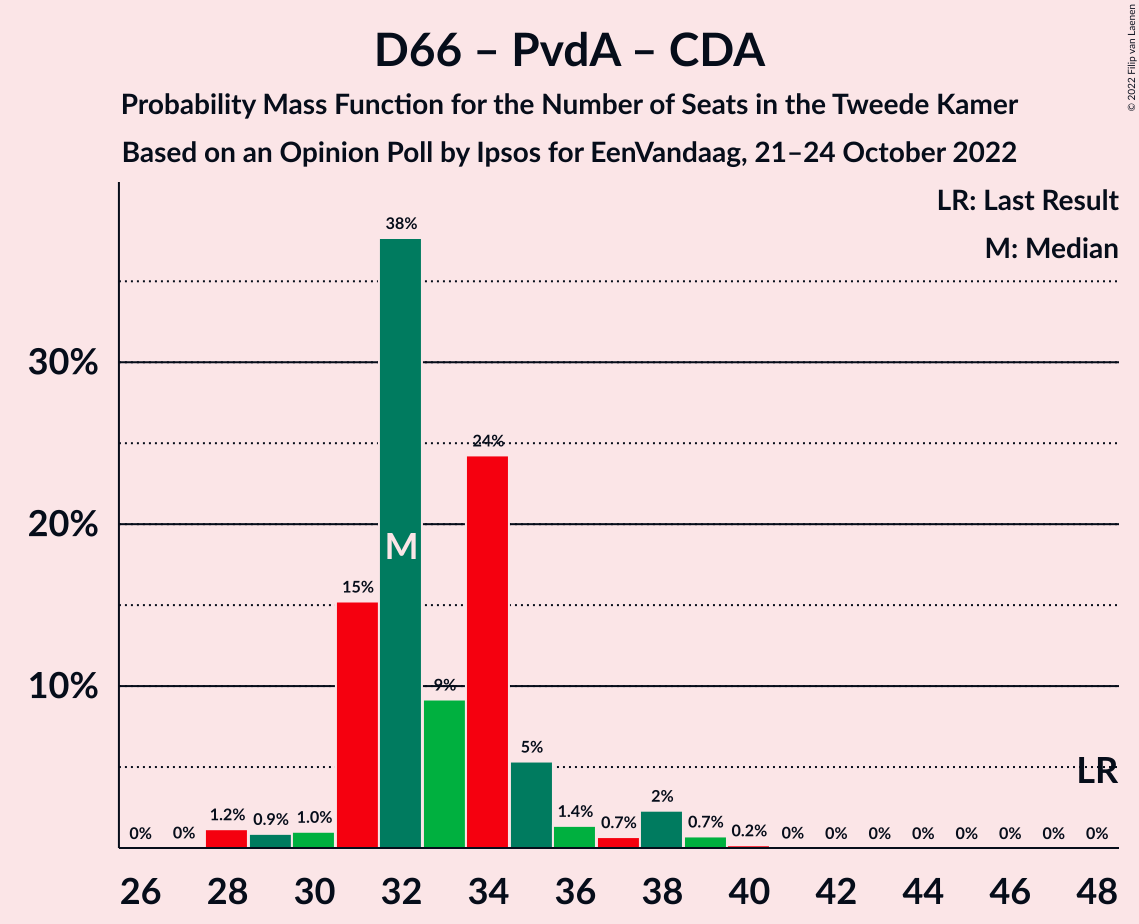 D66 – PvdA – CDA
Probability Mass Function for the Number of Seats in the Tweede Kamer
Based on an Opinion Poll by Ipsos for EenVandaag, 21–24 October 2022
© 2022 Filip van Laenen
LR: Last Result
M: Median
30%
20%
10%
0%
0%
1.2%
0.9%
1.0%
15%
38%
M
9%
24%
5%
1.4%
0.7%
2%
0.7%
0.2%
0%
0%
0%
0%
0%
0%
0%
0%
LR
26 28 30 32 34 36 38 40 42 44 46 48